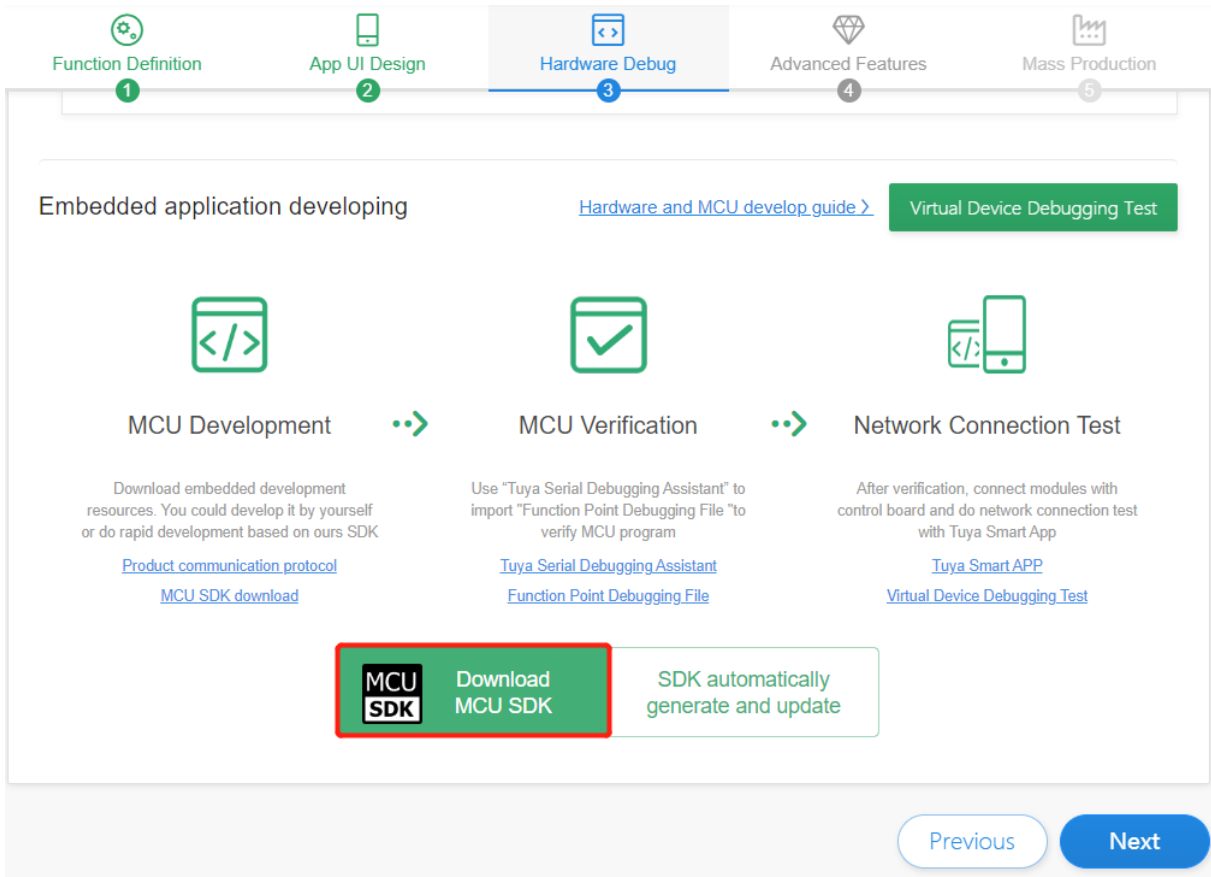 Function Definition
App UI Design
Hardware Debug
Advanced Features
Mass Production
1
2
3
4
5
Embedded application developing
Hardware and MCU develop guide >
Virtual Device Debugging Test
</>
</>
MCU Development
MCU Verification
Network Connection Test
Download embedded development
resources. You could develop it by yourself
or do rapid development based on ours SDK
Product communication protocol
MCU SDK download
Use “Tuya Serial Debugging Assistant” to
import "Function Point Debugging File "to
verify MCU program
Tuya Serial Debugging Assistant
Function Point Debugging File
After verification, connect modules with
control board and do network connection test
with Tuya Smart App
Tuya Smart APP
Virtual Device Debugging Test
MCU
SDK
Download
MCU SDK
SDK automatically
generate and update
Previous
Next